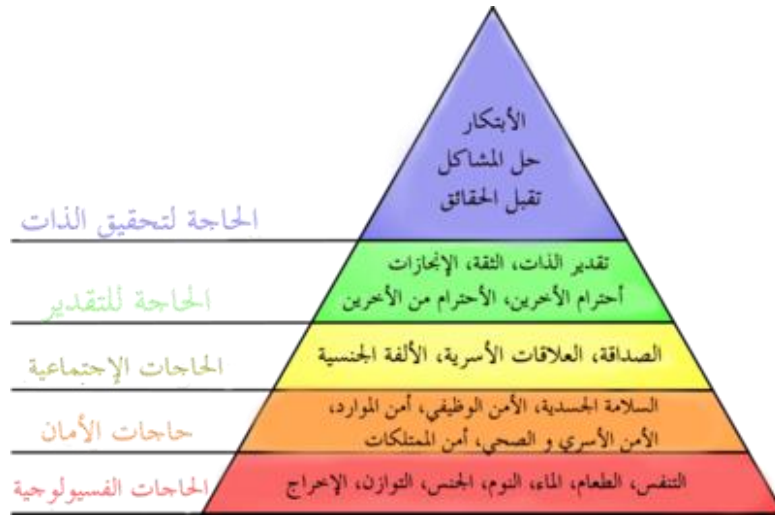 الأبتكار
حل المشاكل
تقبل الحقائق
الحاجة لتحقيق الذات
تقدير الذات، الثقة، الإنجازات
أحترام الأخرين، الأحترام من الأخرين
الحاجة للتقدير
الصداقة، العلاقات الأسرية، الألفة الجنسية
الحاجات الإجتماعية
السلامة الجسدية، الأمن الوظيفي، أمن الموارد،
الأمن الأسري و الصحي، أمن الممتلكات
حاجات الأمان
التنفس، الطعام، الماء، النوم، الجنس، التوازن، الإخراج
الحاجات الفسيولوجية